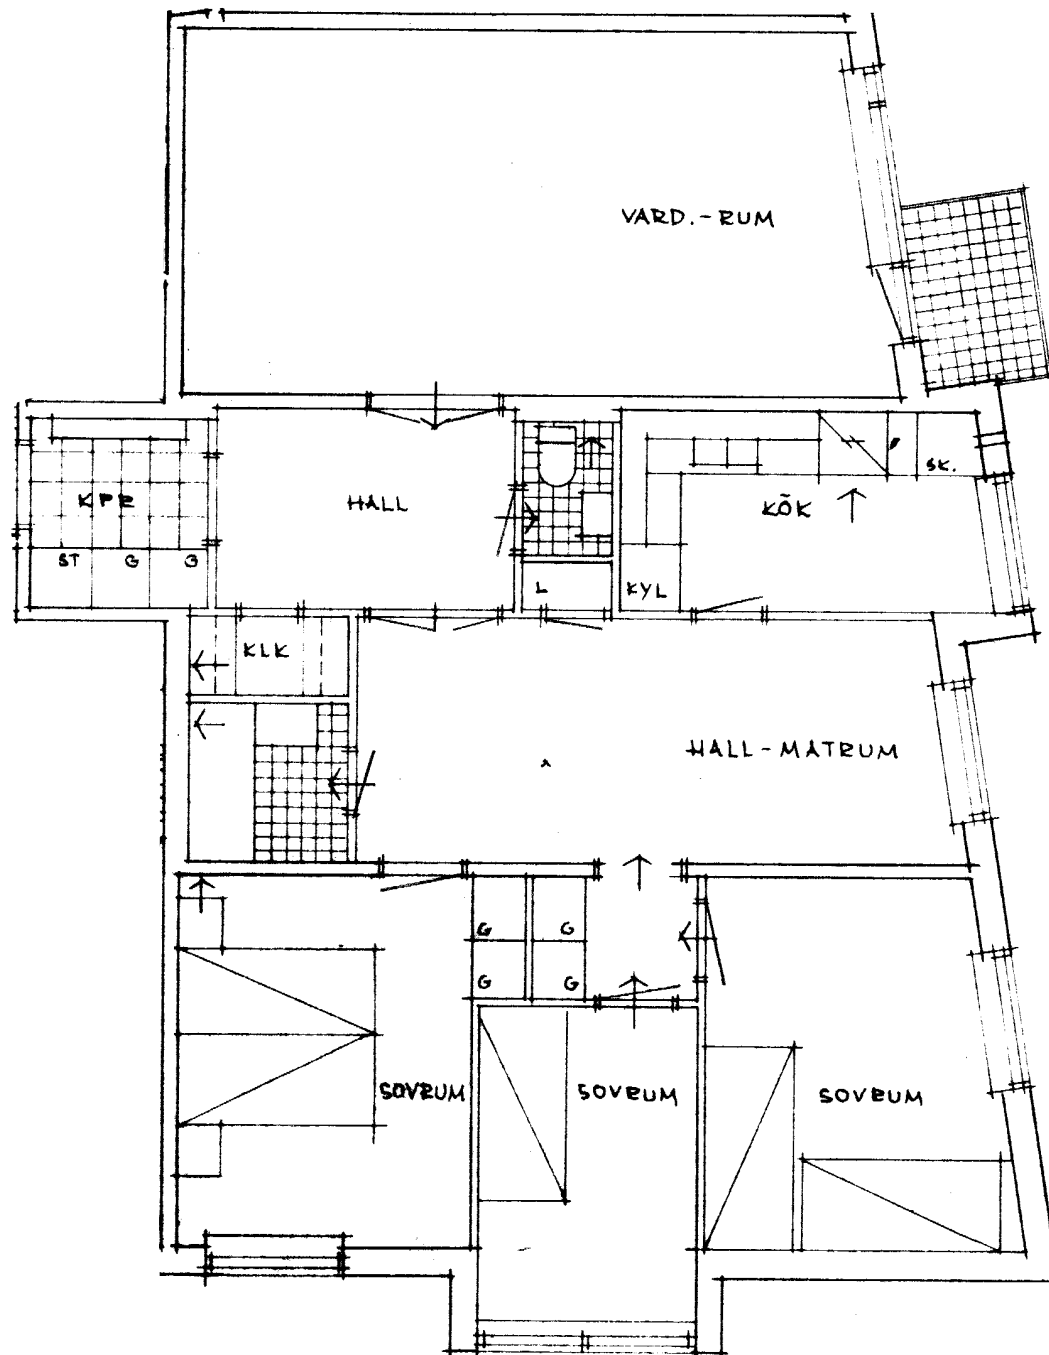 VARD.-RUM
KPR
HALL
KÖK
SK.
ST G G
L
KYL
KLK
HALL-MATRUM
G G
G G
SOVRUM
SOVRUM
SOVRUM